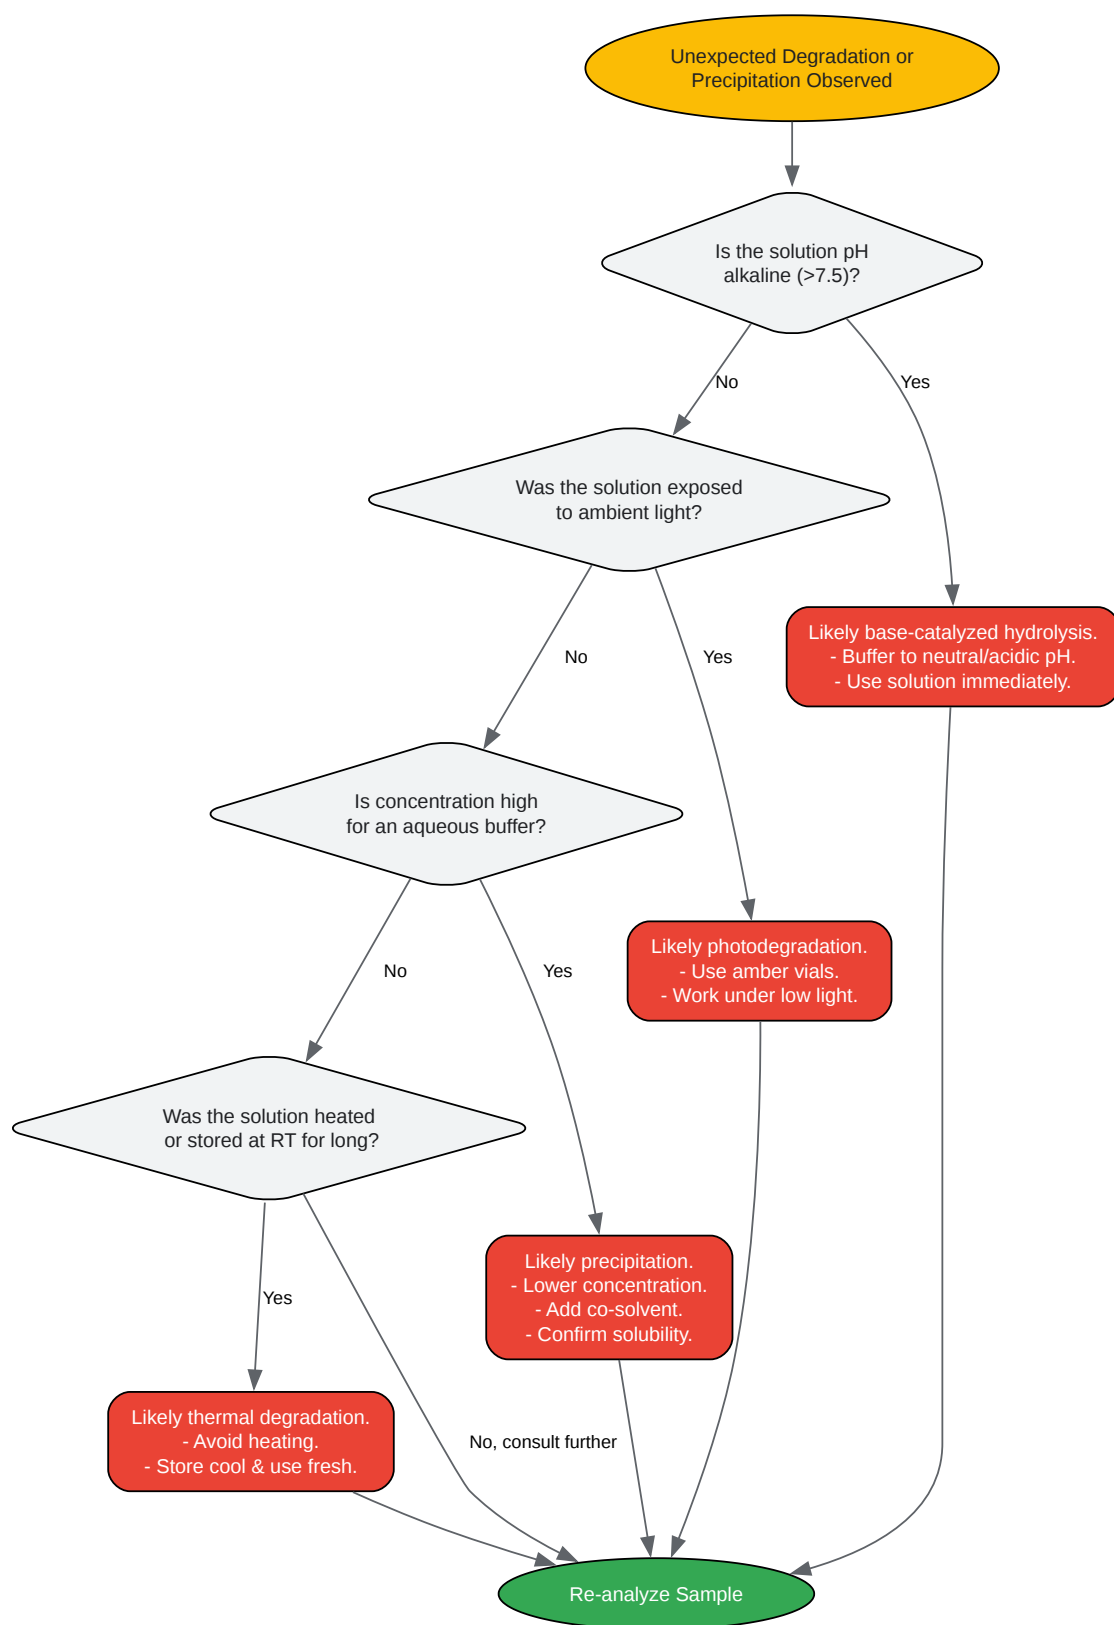 Unexpected Degradation or
Precipitation Observed
Is the solution pH
alkaline (>7.5)?
No
Yes
Was the solution exposed
to ambient light?
Likely base-catalyzed hydrolysis.
- Buffer to neutral/acidic pH.
- Use solution immediately.
No
Yes
Is concentration high
for an aqueous buffer?
Likely photodegradation.
- Use amber vials.
- Work under low light.
No
Yes
Was the solution heated
or stored at RT for long?
Likely precipitation.
- Lower concentration.
- Add co-solvent.
- Confirm solubility.
Yes
No, consult further
Likely thermal degradation.
- Avoid heating.
- Store cool & use fresh.
Re-analyze Sample